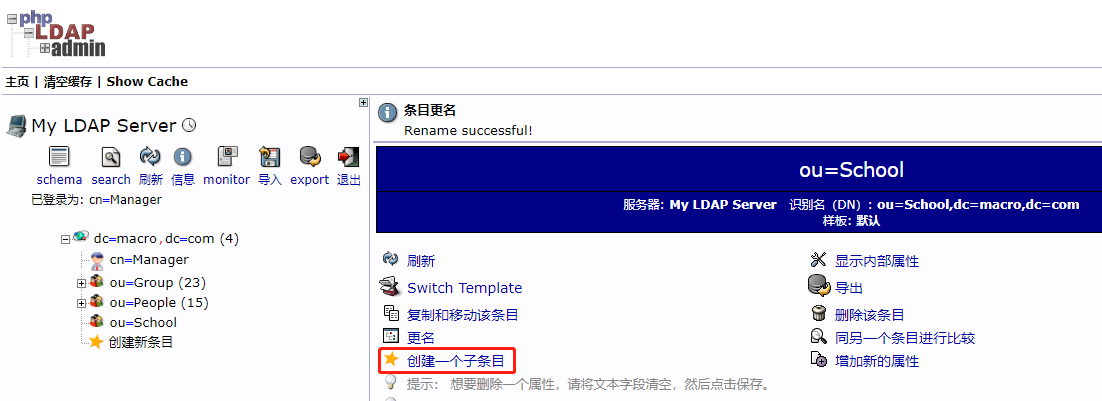 php
LDAP
admin
主页 | 清空缓存 | Show Cache
My LDAP Server
schema search 刷新 信息 monitor 导入 export 退出
已登录为: cn=Manager
dc=macro,dc=com (4)
cn=Manager
ou=Group (23)
ou=People (15)
ou=School
创建新条目
条目更名
Rename successful!
ou=School
服务器: My LDAP Server 识别名（DN）: ou=School,dc=macro,dc=com
样板: 默认
刷新
显示内部属性
Switch Template
导出
复制和移动该条目
删除该条目
更名
同另一个条目进行比较
创建一个子条目
增加新的属性
提示： 想要删除一个属性，请将文本字段清空，然后点击保存。